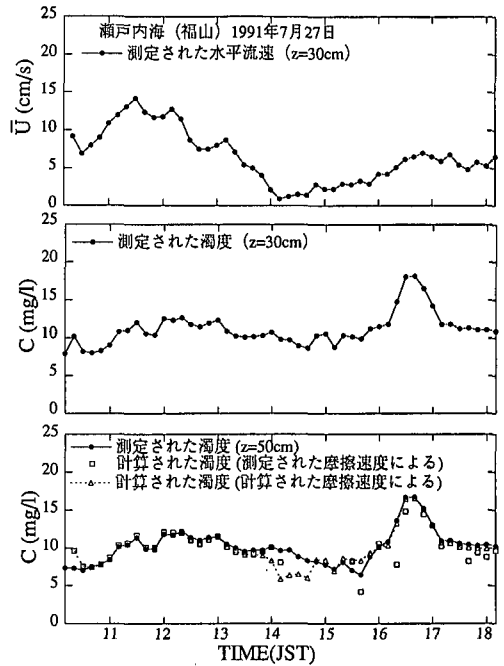 瀬戸内海（福山）1991年7月27日
測定された水平流速（z=30cm）
U̅ (cm/s)
25
20
15
10
5
0
測定された濁度（z=30cm）
C (mg/l)
25
20
15
10
5
0
測定された濁度 (z=50cm)
計算された濁度 (測定された摩擦速度による)
計算された濁度 (計算された摩擦速度による)
C (mg/l)
25
20
15
10
5
0
11 12 13 14 15 16 17 18
TIME(JST)